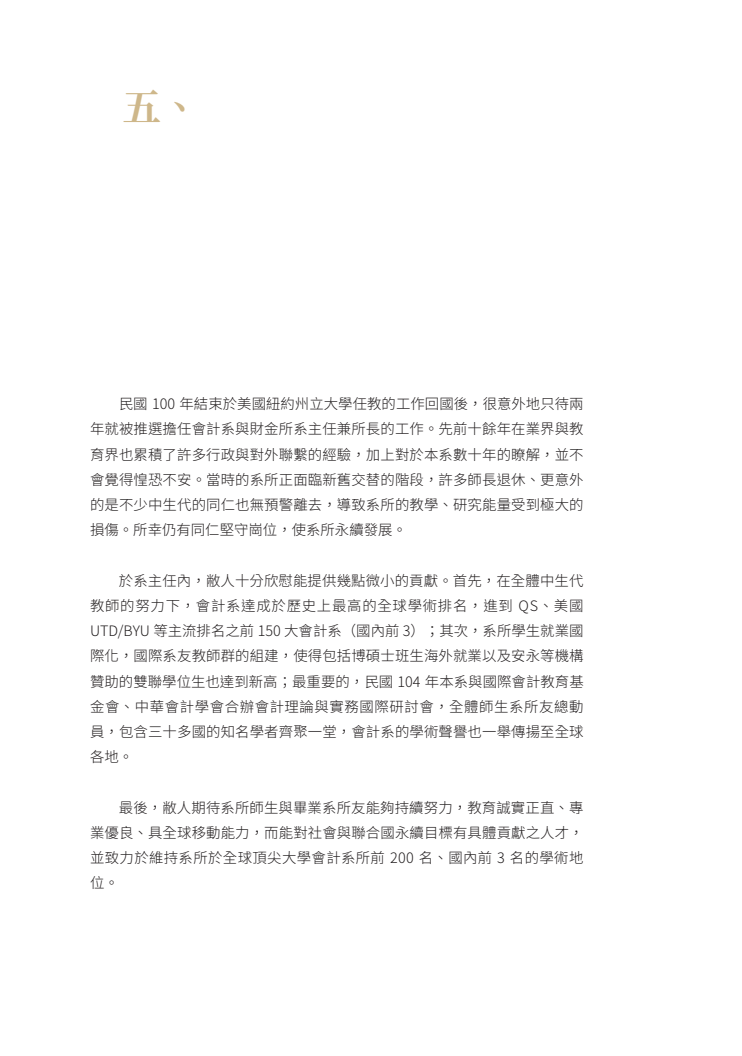 五、
民國 100 年結束於美國紐約州立大學任教的工作回國後，很意外地只待兩
年就被推選擔任會計系與財金所系主任兼所長的工作。先前十餘年在業界與教
育界也累積了許多行政與對外聯繫的經驗，加上對於本系數十年的瞭解，並不
會覺得惶恐不安。當時的系所正面臨新舊交替的階段，許多師長退休、更意外
的是不少中生代的同仁也無預警離去，導致系所的教學、研究能量受到極大的
損傷。所幸仍有同仁堅守崗位，使系所永續發展。
於系主任內，敝人十分欣慰能提供幾點微小的貢獻。首先，在全體中生代
教師的努力下，會計系達成於歷史上最高的全球學術排名，進到 QS、美國
UTD/BYU 等主流排名之前 150 大會計系（國內前 3）；其次，系所學生就業國
際化，國際系友教師群的組建，使得包括博碩士班生海外就業以及安永等機構
贊助的雙聯學位生也達到新高；最重要的，民國 104 年本系與國際會計教育基
金會、中華會計學會合辦會計理論與實務國際研討會，全體師生系所友總動
員，包含三十多國的知名學者齊聚一堂，會計系的學術聲譽也一舉傳揚至全球
各地。
最後，敝人期待系所師生與畢業系所友能夠持續努力，教育誠實正直、專
業優良、具全球移動能力，而能對社會與聯合國永續目標有具體貢獻之人才，
並致力於維持系所於全球頂尖大學會計系所前 200 名、國內前 3 名的學術地
位。